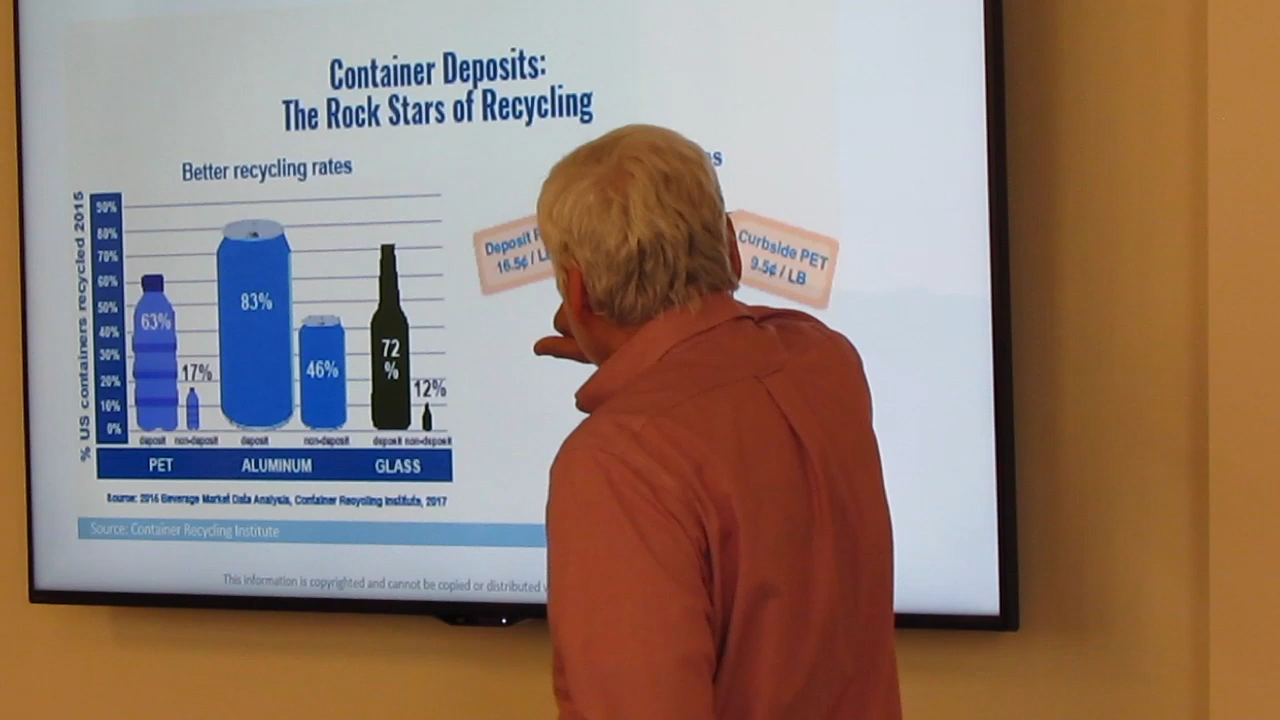 Container Deposits:
The Rock Stars of Recycling
Better recycling rates
% US containers recycled 2015
90%
80%
70%
60%
50%
40%
30%
20%
10%
0%
63%
17%
83%
46%
72
%
12%
deposit non-deposit deposit non-deposit deposit non-deposit
PET ALUMINUM GLASS
Source: 2015 Beverage Market Data Analysis, Container Recycling Institute, 2017
Deposit
16.5¢ /
Curbside PET
9.5¢ / LB
Source: Container Recycling Institute
This information is copyrighted and cannot be copied or distributed